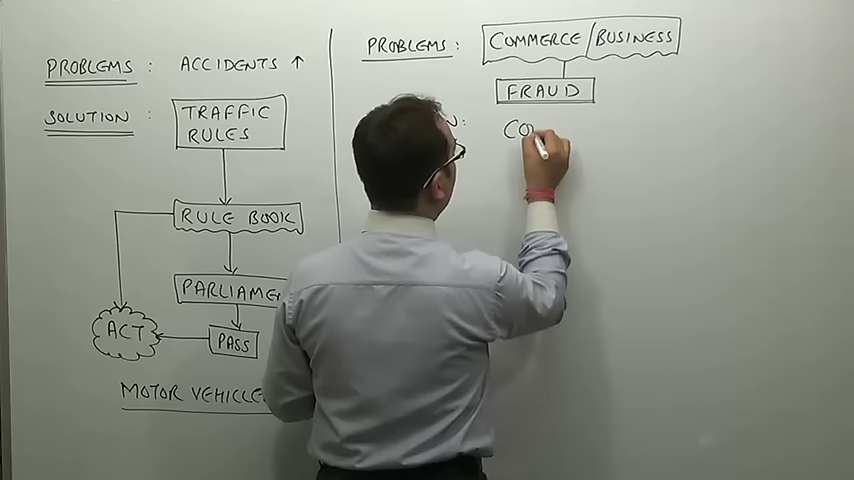 PROBLEMS : ACCIDENTS ↑
SOLUTION : TRAFFIC
RULES
RULE BOOK
PARLIAME
ACT
PASS
MOTOR VEHICLE
PROBLEMS : COMMERCE/BUSINESS
FRAUD
N: CO